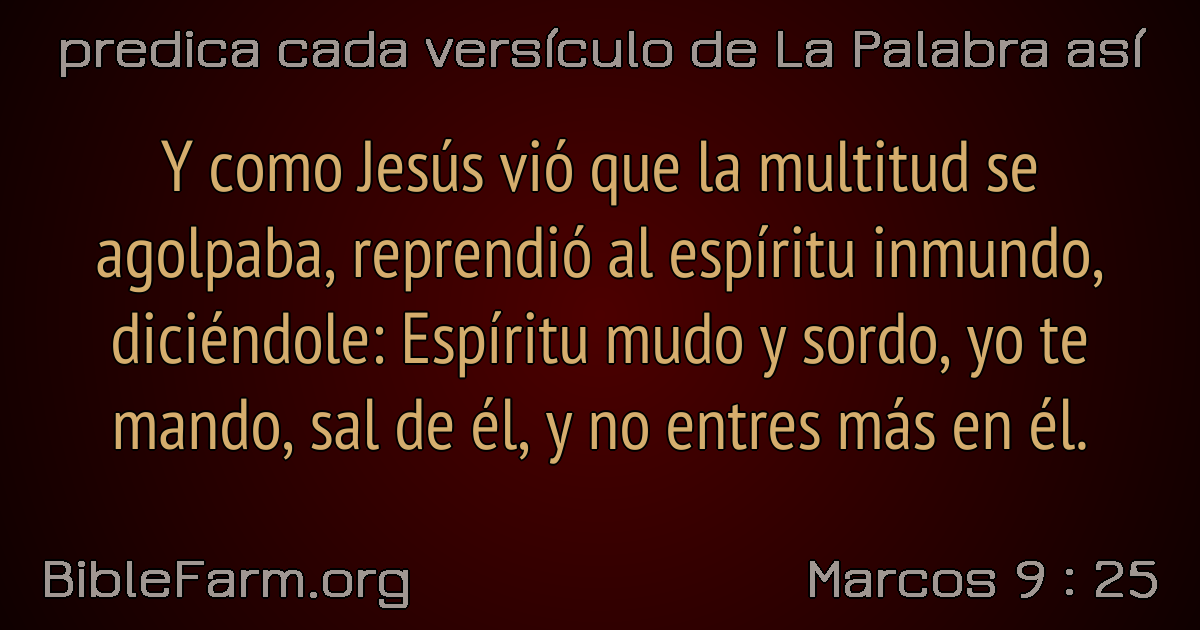 predica cada versículo de La Palabra así
Y como Jesús vió que la multitud se
agolpaba, reprendió al espíritu inmundo,
diciéndole: Espíritu mudo y sordo, yo te
mando, sal de él, y no entres más en él.
BibleFarm.org
Marcos 9 : 25